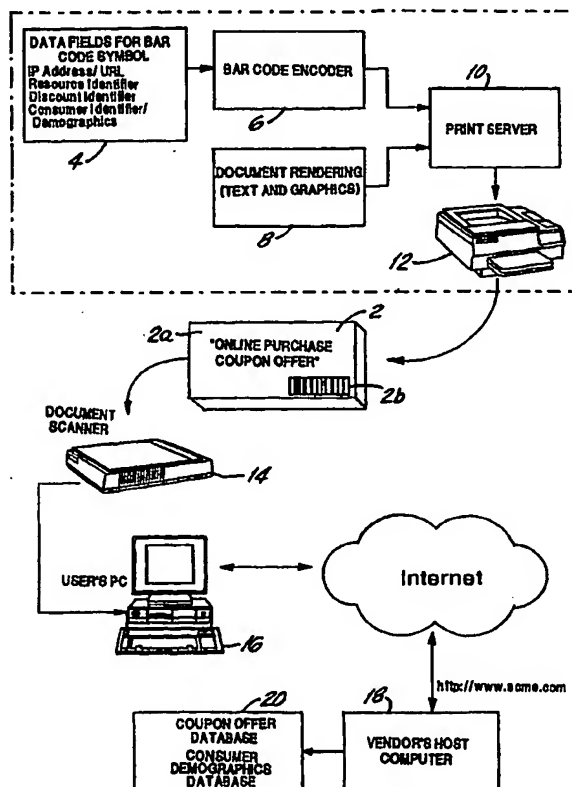 DATA FIELDS FOR BAR
CODE SYMBOL
IP Address/ URL
Resource Identifier
Discount Identifier
Consumer Identifier/
Demographics
4
BAR CODE ENCODER
6
DOCUMENT RENDERING
(TEXT AND GRAPHICS)
8
10
PRINT SERVER
12
2a
2
"ONLINE PURCHASE
COUPON OFFER"
2b
DOCUMENT
SCANNER
14
USER'S PC
16
Internet
http://www.acme.com
20
COUPON OFFER
DATABASE
CONSUMER
DEMOGRAPHICS
DATABASE
18
VENDOR'S HOST
COMPUTER